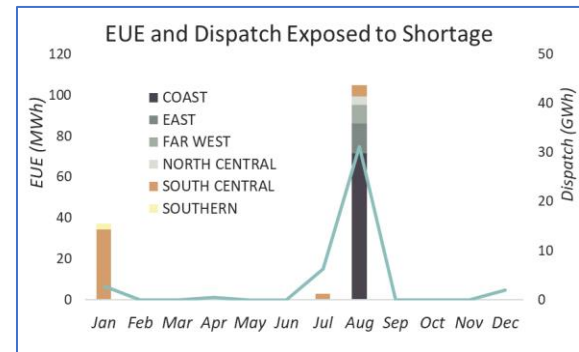 EUE and Dispatch Exposed to Shortage
120
100
80
60
40
20
0
EUE (MWh)
COAST
EAST
FAR WEST
NORTH CENTRAL
SOUTH CENTRAL
SOUTHERN
50
40
30
20
10
0
Dispatch (GWh)
Jan Feb Mar Apr May Jun Jul Aug Sep Oct Nov Dec